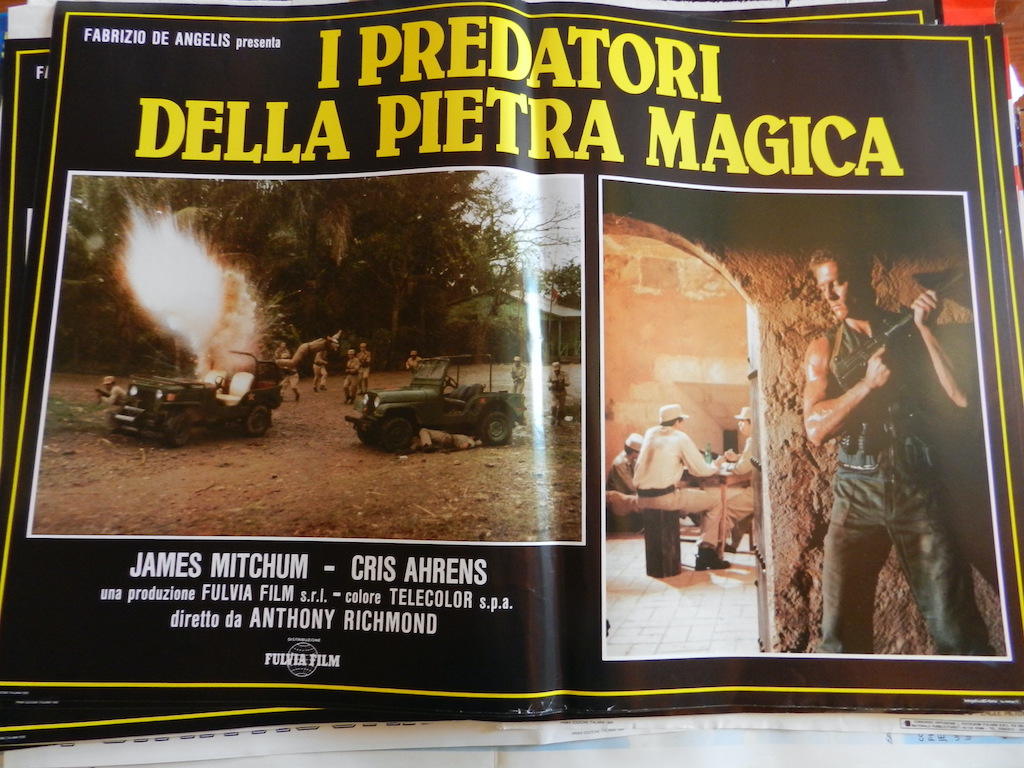 FABRIZIO DE ANGELIS presenta
I PREDATORI
DELLA PIETRA MAGICA
JAMES MITCHUM - CRIS AHRENS
una produzione FULVIA FILM s.r.l. - colore TELECOLOR s.p.a.
diretto da ANTHONY RICHMOND
DISTRIBUZIONE
FULVIA FILM